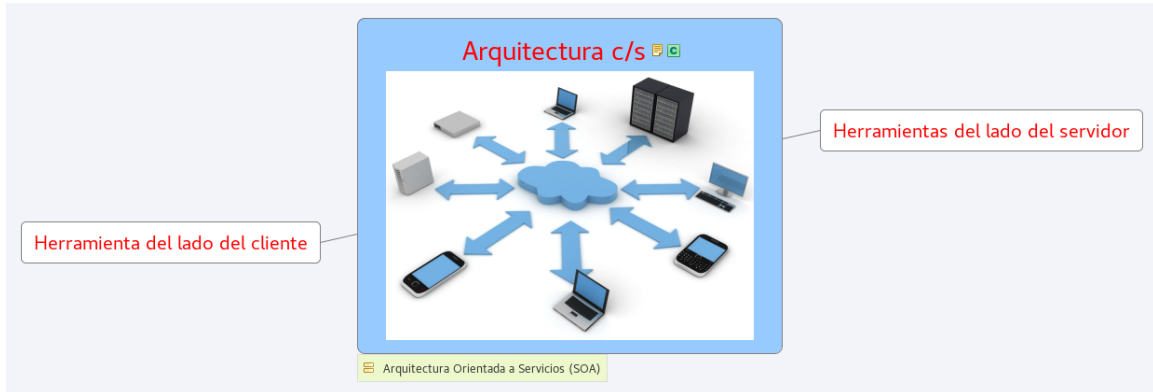 Arquitectura c/s
Herramientas del lado del servidor
Herramienta del lado del cliente
Arquitectura Orientada a Servicios (SOA)